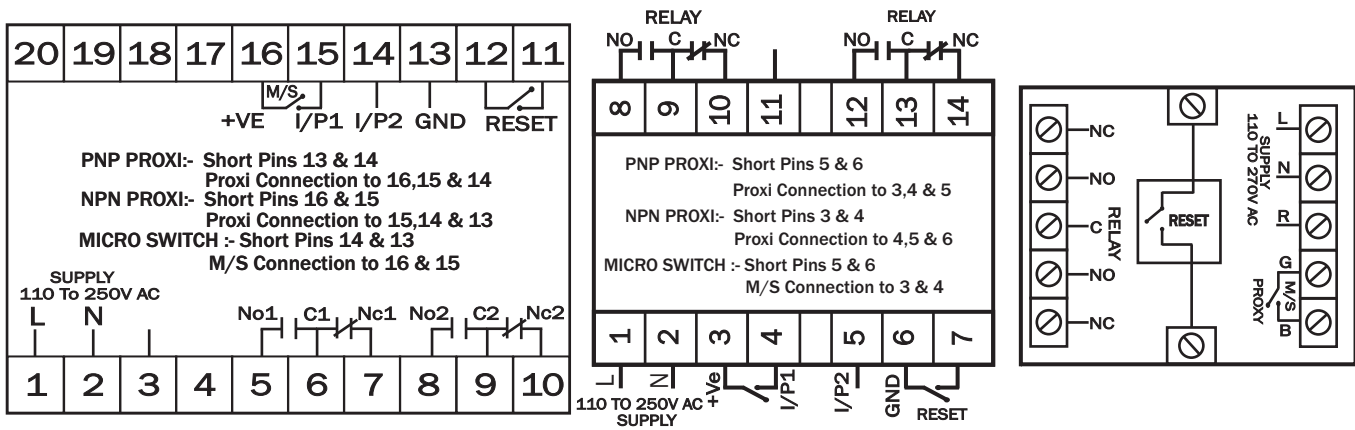 20 19 18 17 16 15 14 13 12 11
M/S
+VE I/P1 I/P2 GND RESET
PNP PROXI:- Short Pins 13 & 14
Proxi Connection to 16,15 & 14
NPN PROXI:- Short Pins 16 & 15
Proxi Connection to 15,14 & 13
MICRO SWITCH :- Short Pins 14 & 13
M/S Connection to 16 & 15
SUPPLY
110 To 250V AC
L N
No1 C1 Nc1 No2 C2 Nc2
1 2 3 4 5 6 7 8 9 10
RELAY RELAY
NO C NC NO C NC
8 9 10 11 12 13 14
PNP PROXI:- Short Pins 5 & 6
Proxi Connection to 3,4 & 5
NPN PROXI:- Short Pins 3 & 4
Proxi Connection to 4,5 & 6
MICRO SWITCH :- Short Pins 5 & 6
M/S Connection to 3 & 4
1 2 3 4 5 6 7
L N +Ve I/P1 I/P2 GND RESET
110 TO 250V AC
SUPPLY
NC
NO
C
NO
NC
RELAY
RESET
SUPPLY
110 TO 270V AC
L
N
R
G
M/S
PROXY
B